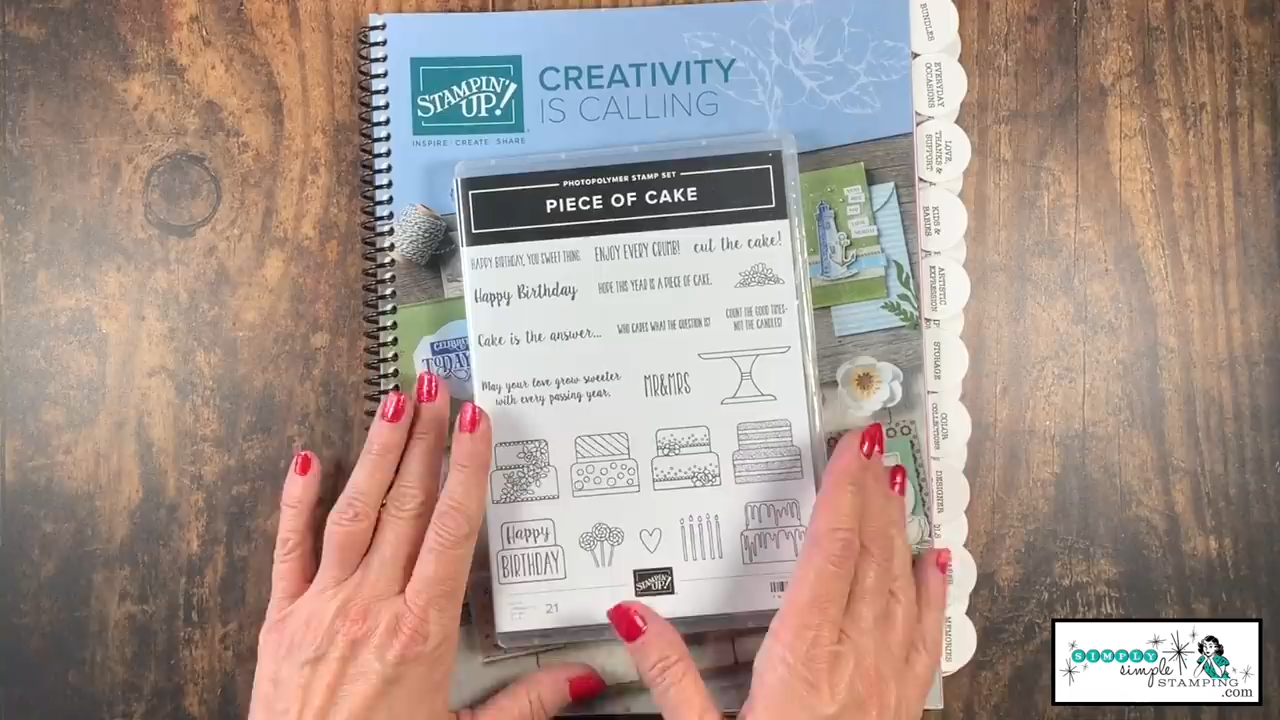 STAMPIN' UP!
INSPIRE · CREATE · SHARE
CREATIVITY
IS CALLING
PHOTOPOLYMER STAMP SET
PIECE OF CAKE
HAPPY BIRTHDAY, YOU SWEET THING.
ENJOY EVERY CRUMB!
cut the cake!
Happy Birthday
HOPE THIS YEAR IS A PIECE OF CAKE.
Cake is the answer...
WHO CARES WHAT THE QUESTION IS?
COUNT THE GOOD TIMES-
NOT THE CANDLES!
May your love grow sweeter
with every passing year.
MR&MRS
Happy
BIRTHDAY
STAMPIN' UP!
21
CELEBRATE
TODAY
BUNDLES
EVERYDAY
OCCASIONS
LOVE,
THANKS &
SUPPORT
KIDS &
BABIES
ARTISTIC
EXPRESSION
STORAGE
COLOR
COLLECTIONS
DESIGNER
MEMORIES
SIMPLY
simple
STAMPING
.com